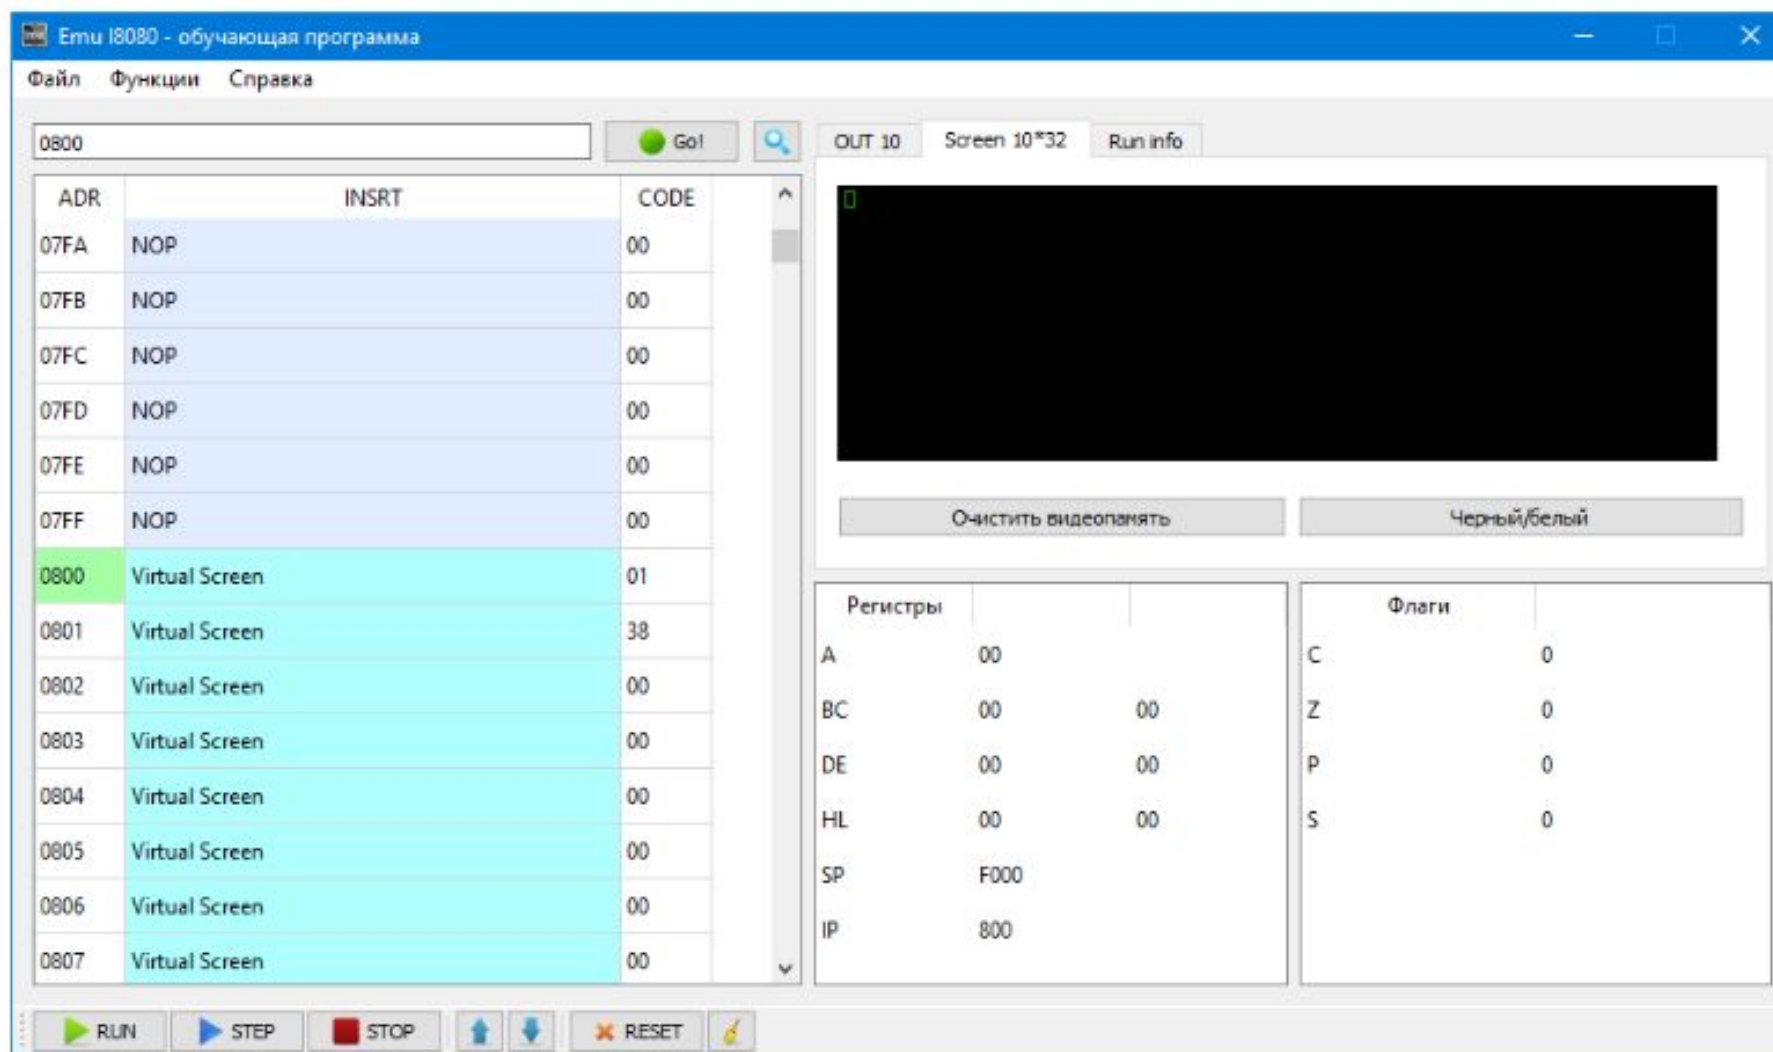 Emu I8080 - обучающая программа
Файл Функции Справка
0800 Go!
OUT 10 Screen 10*32 Run info
ADR INSRT CODE
07FA NOP 00
07FB NOP 00
07FC NOP 00
07FD NOP 00
07FE NOP 00
07FF NOP 00
0800 Virtual Screen 01
0801 Virtual Screen 38
0802 Virtual Screen 00
0803 Virtual Screen 00
0804 Virtual Screen 00
0805 Virtual Screen 00
0806 Virtual Screen 00
0807 Virtual Screen 00
Очистить видеопамять Черный/белый
Регистры
A 00
BC 00 00
DE 00 00
HL 00 00
SP F000
IP 800
Флаги
C 0
Z 0
P 0
S 0
RUN STEP STOP RESET